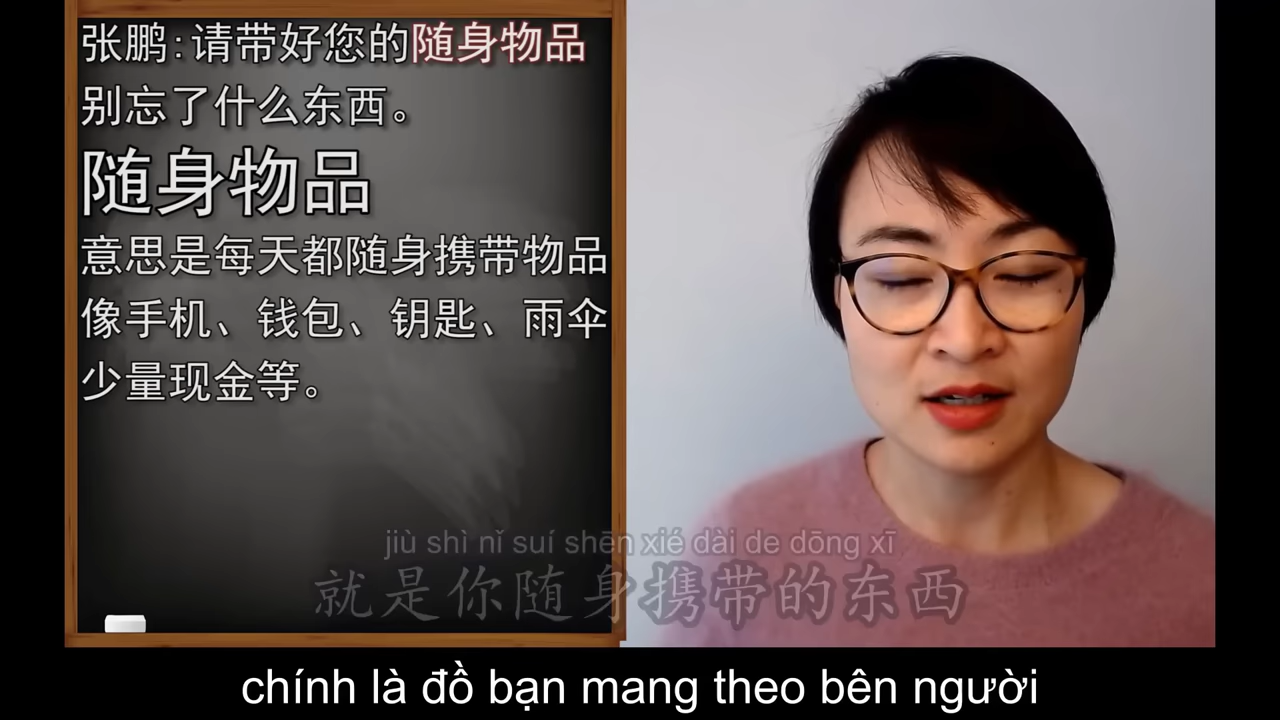 张鹏:请带好您的随身物品
别忘了什么东西。
随身物品
意思是每天都随身携带物品
像手机、钱包、钥匙、雨伞
少量现金等。
jiù shì nǐ suí shēn xié dài de dōng xī
就是你随身携带的东西
chính là đồ bạn mang theo bên người